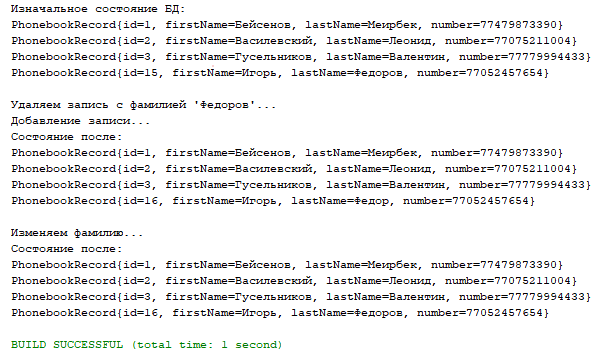 Изначальное состояние БД:
PhonebookRecord{id=1, firstName=Бейсенов, lastName=Меирбек, number=77479873390}
PhonebookRecord{id=2, firstName=Василевский, lastName=Леонид, number=77075211004}
PhonebookRecord{id=3, firstName=Гусельников, lastName=Валентин, number=77779994433}
PhonebookRecord{id=15, firstName=Игорь, lastName=Федоров, number=77052457654}
Удаляем запись с фамилией 'Федоров'...
Добавление записи...
Состояние после:
PhonebookRecord{id=1, firstName=Бейсенов, lastName=Меирбек, number=77479873390}
PhonebookRecord{id=2, firstName=Василевский, lastName=Леонид, number=77075211004}
PhonebookRecord{id=3, firstName=Гусельников, lastName=Валентин, number=77779994433}
PhonebookRecord{id=16, firstName=Игорь, lastName=Федор, number=77052457654}
Изменяем фамилию...
Состояние после:
PhonebookRecord{id=1, firstName=Бейсенов, lastName=Меирбек, number=77479873390}
PhonebookRecord{id=2, firstName=Василевский, lastName=Леонид, number=77075211004}
PhonebookRecord{id=3, firstName=Гусельников, lastName=Валентин, number=77779994433}
PhonebookRecord{id=16, firstName=Игорь, lastName=Федоров, number=77052457654}
BUILD SUCCESSFUL (total time: 1 second)